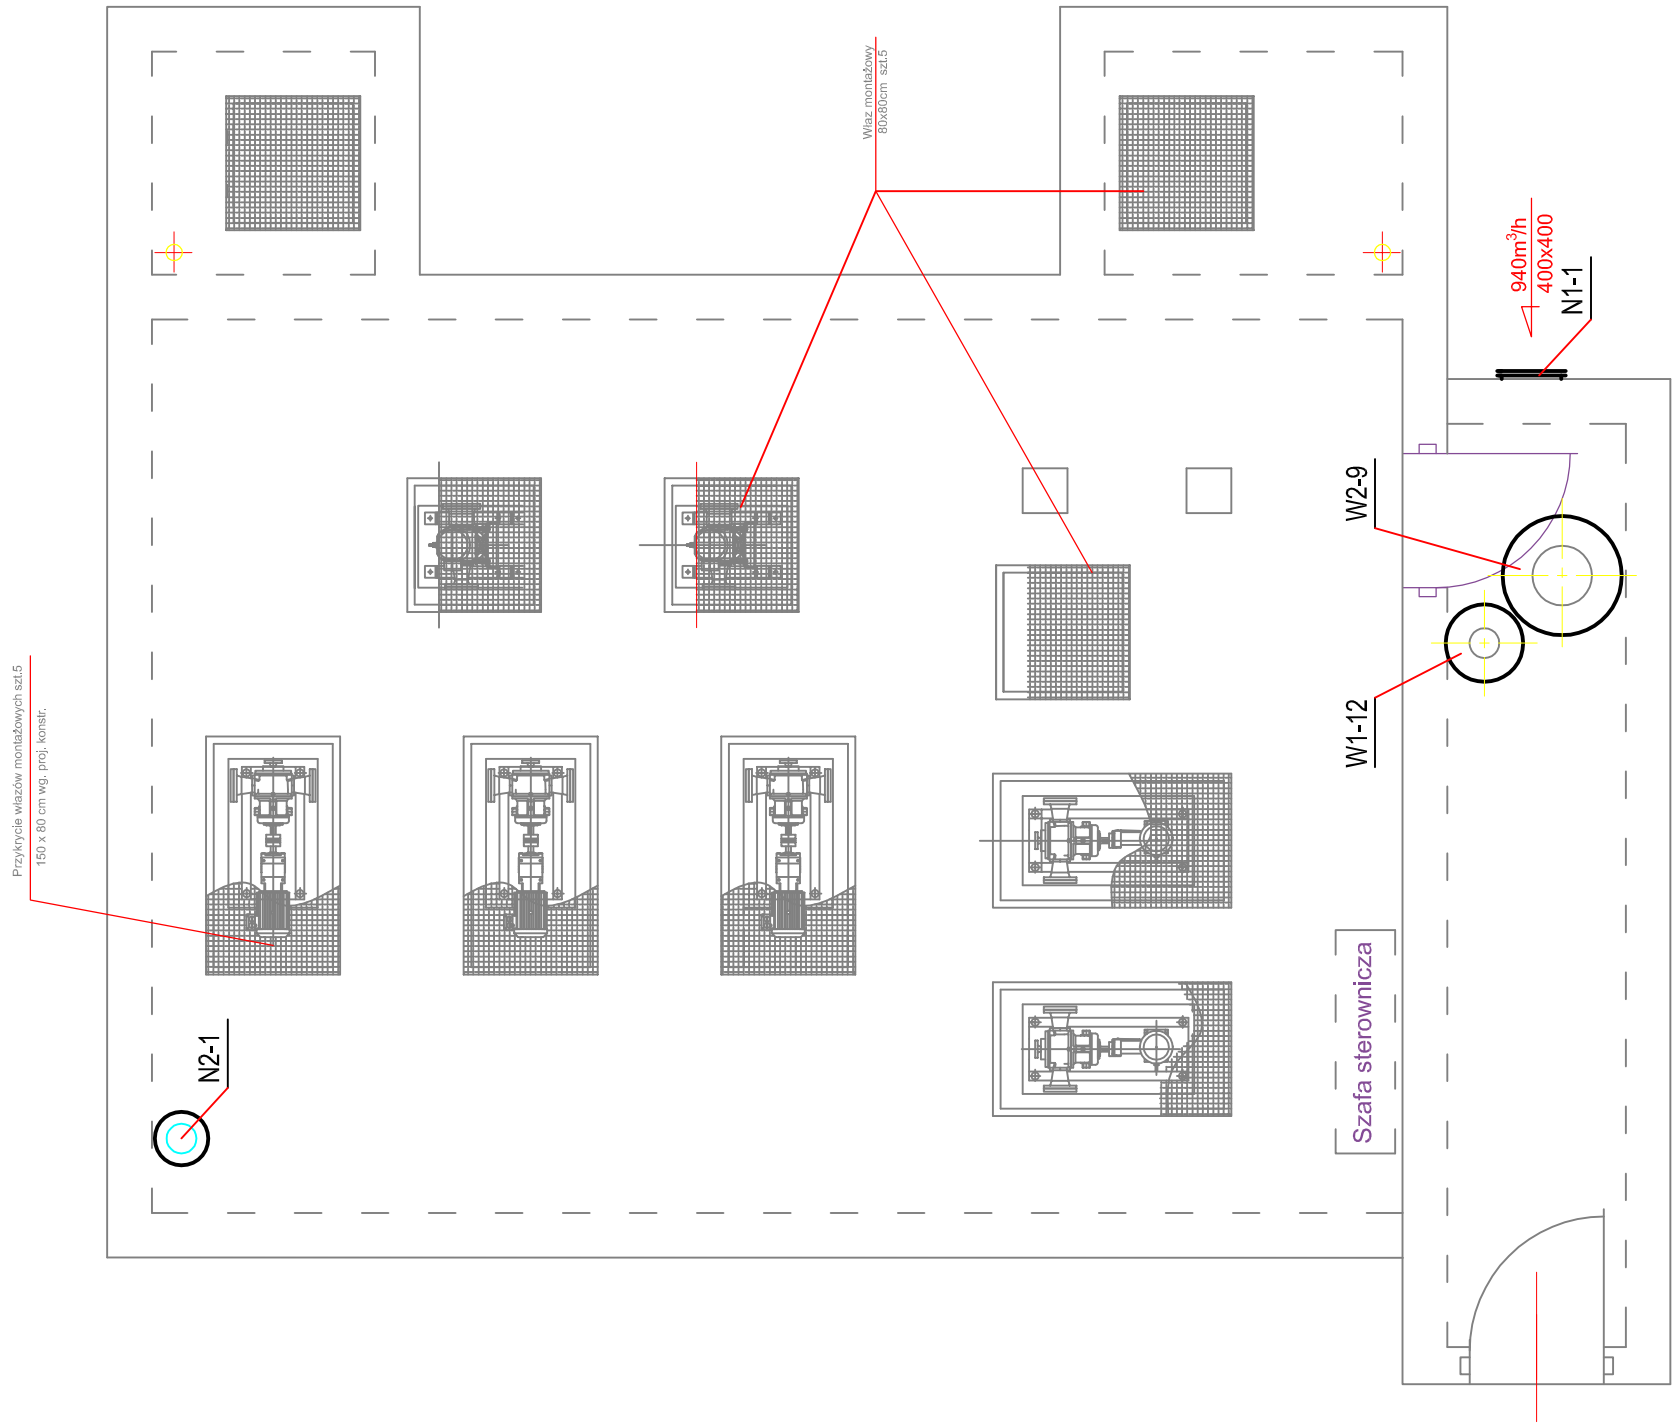 Właz montażowy
80x80cm szt.5
940m³/h
400x400
N1-1
W2-9
W1-12
Przykrycie włazów montażowych szt.5
150 x 80 cm wg. proj. konstr.
N2-1
Szafa sterownicza